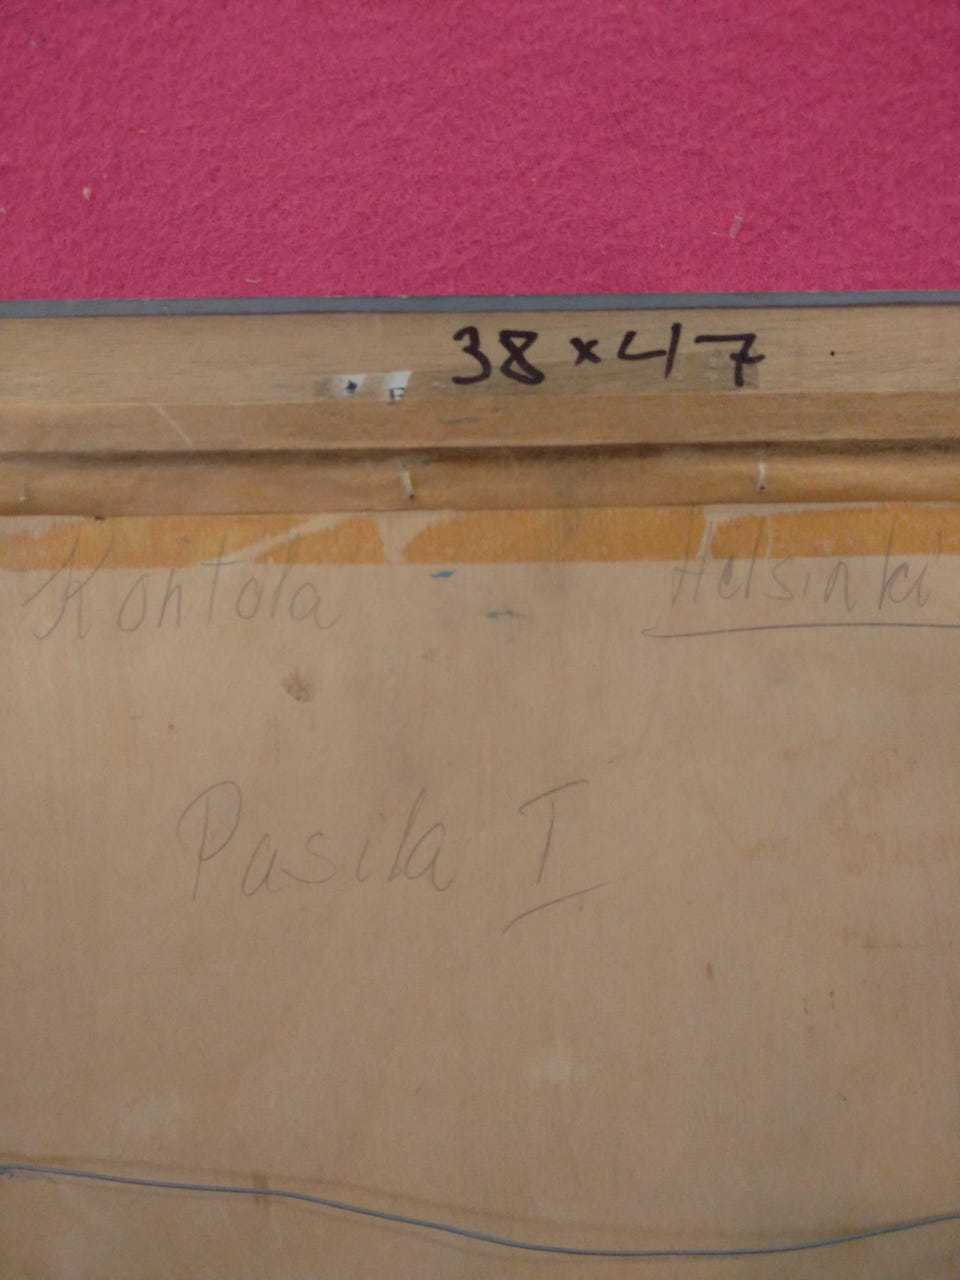 38 x 47
F
Kontola Helsinki
Pasila I